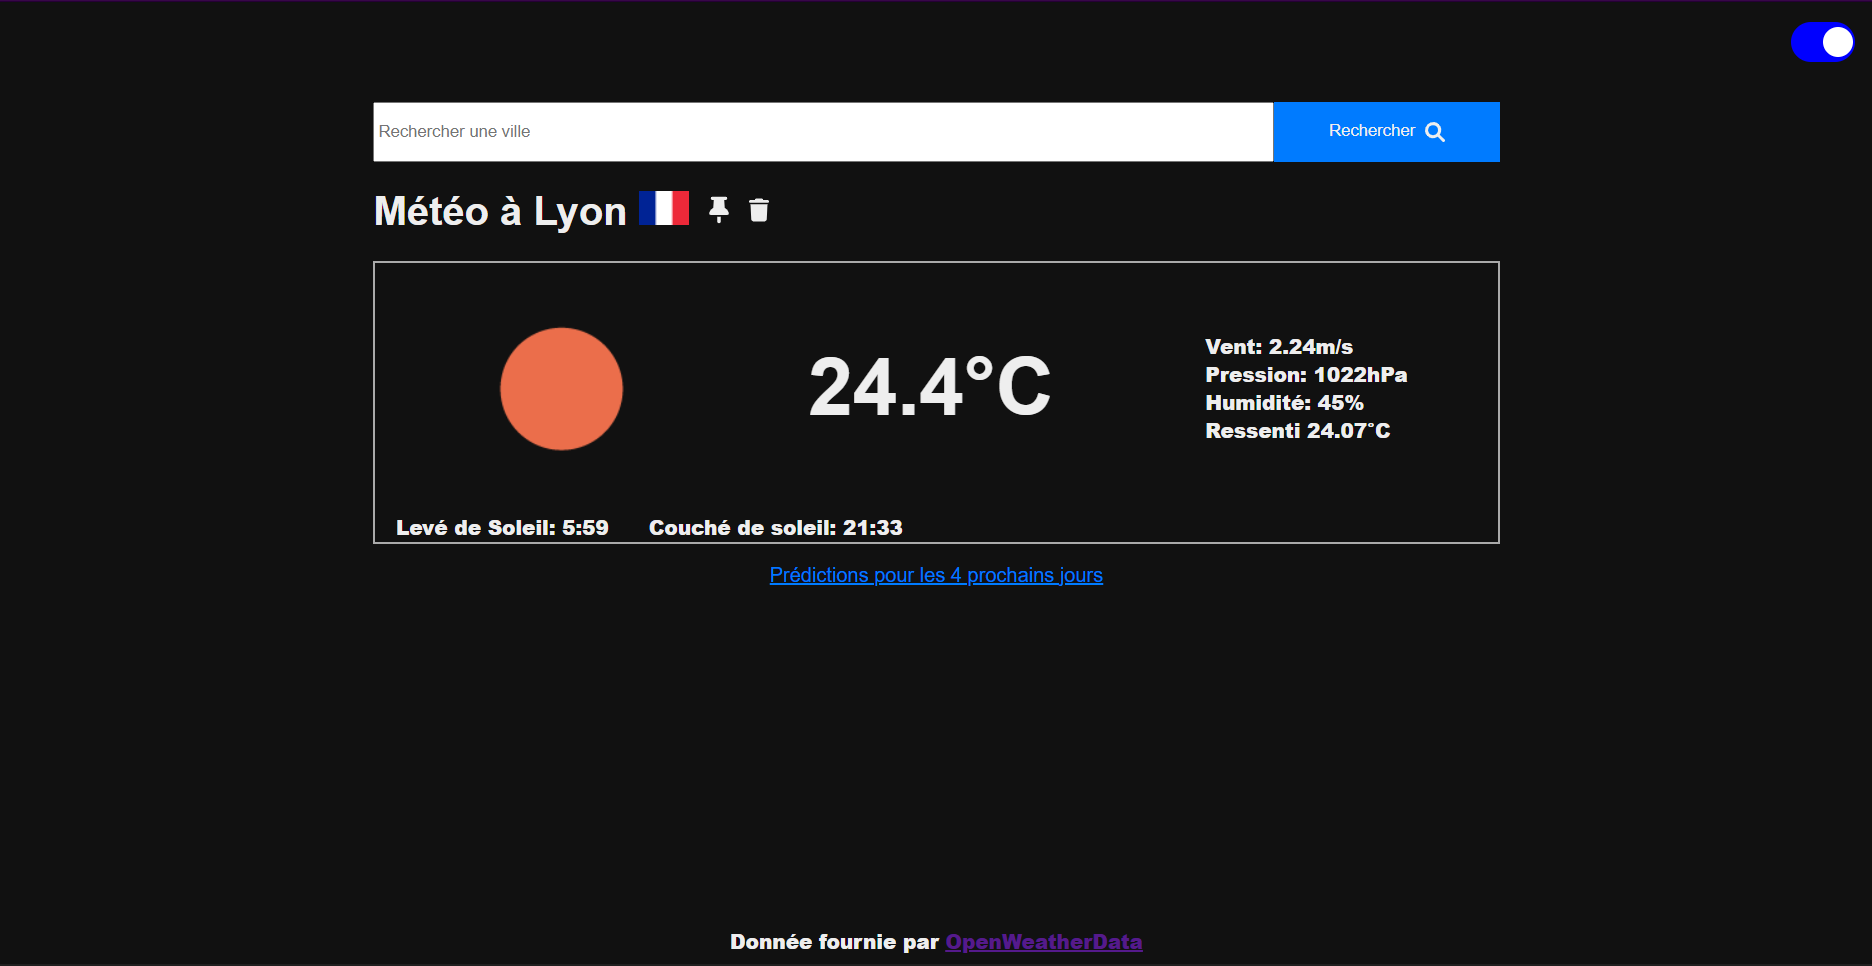 Rechercher une ville
Rechercher
Météo à Lyon
24.4°C
Vent: 2.24m/s
Pression: 1022hPa
Humidité: 45%
Ressenti 24.07°C
Levé de Soleil: 5:59 Couché de soleil: 21:33
Prédictions pour les 4 prochains jours
Donnée fournie par OpenWeatherData